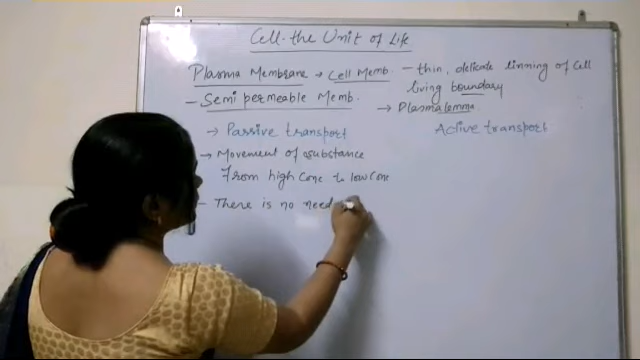 Cell-the Unit of Life
Plasma Membrane → Cell Memb. - thin, delicate linning of Cell
living boundary
- Semi permeable Memb.
→ Plasmalemma
→ Passive transport
Active transport
→ Movement of substance
From high Conc to low Conc
- There is no need